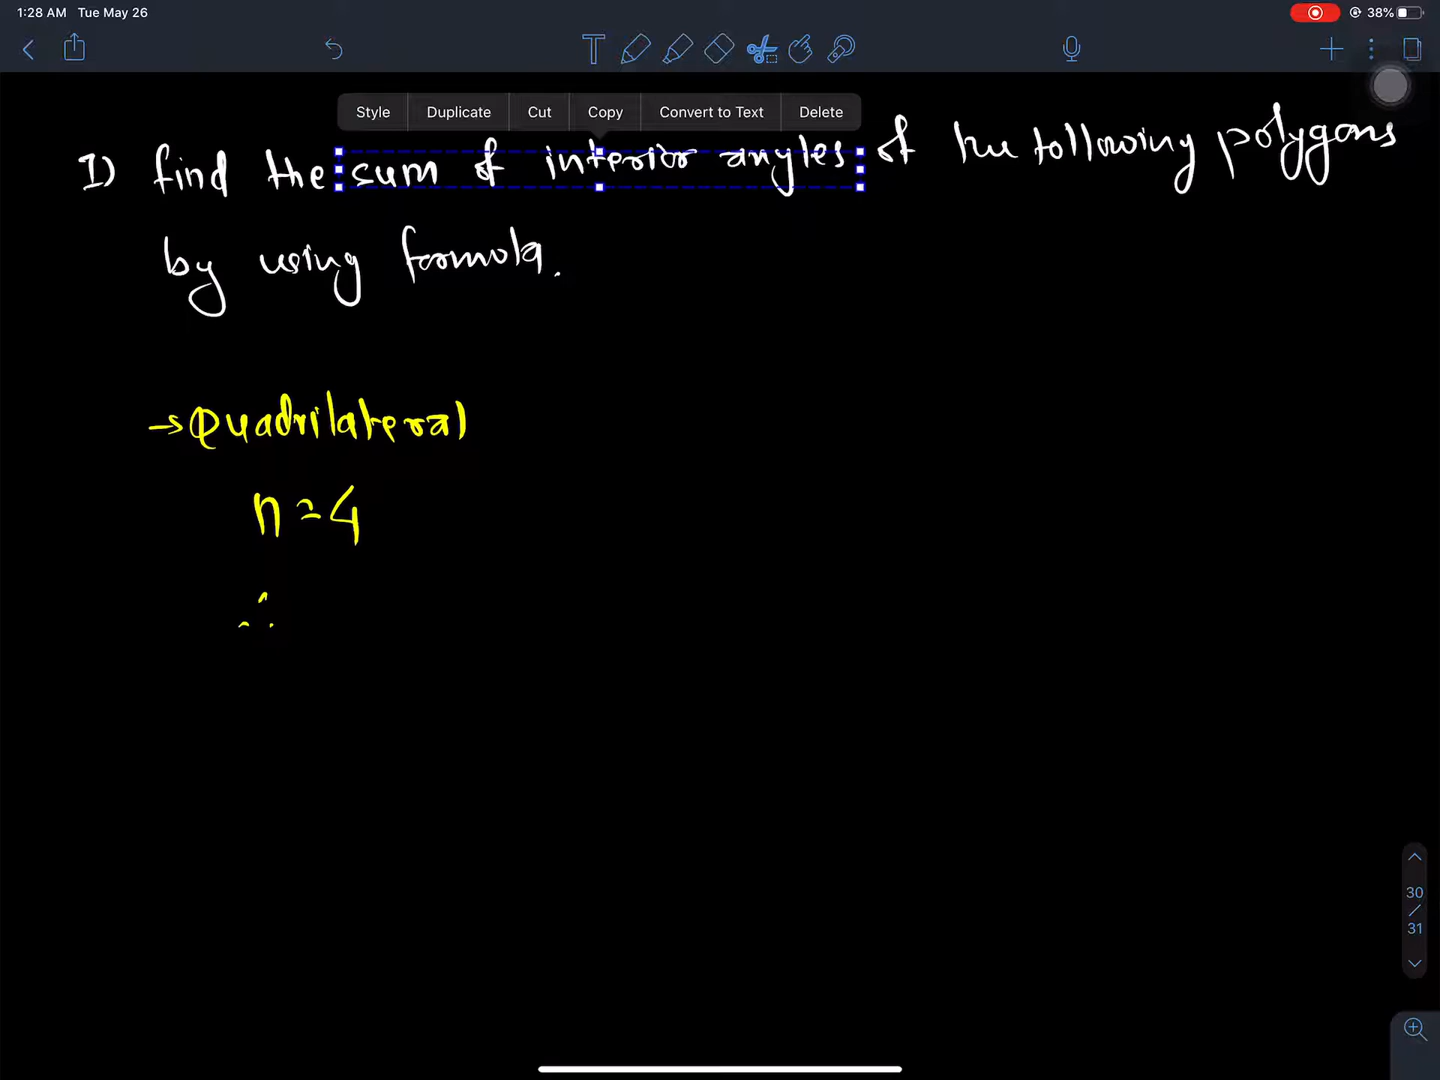 1:28 AM Tue May 26
38%
T
Style Duplicate Cut Copy Convert to Text Delete
1) find the sum of interior angles of the following polygons
by using formula.
→ Quadrilateral
n = 4
∴
30
/
31